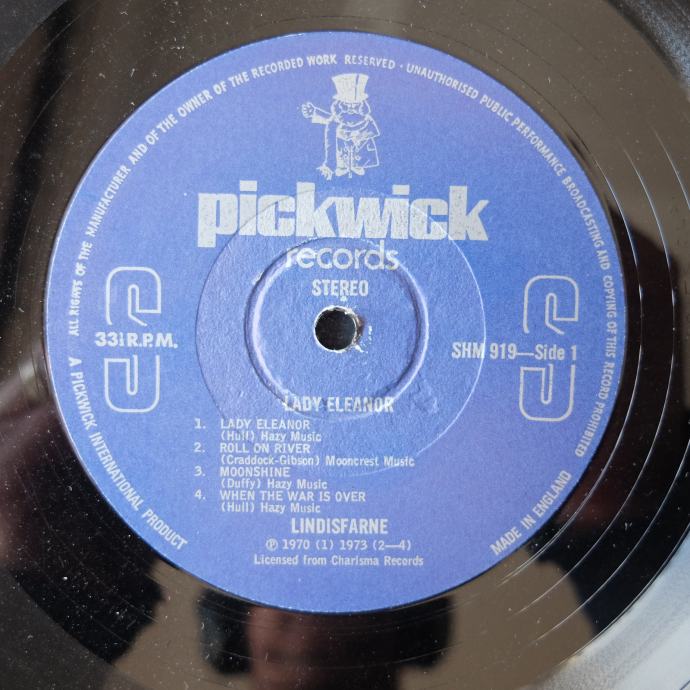 ALL RIGHTS OF THE MANUFACTURER AND OF THE OWNER OF THE RECORDED WORK RESERVED · UNAUTHORISED PUBLIC PERFORMANCE BROADCASTING AND COPYING OF THIS RECORD PROHIBITED
pickwick
records
STEREO
33⅓ R.P.M.
SHM 919—Side 1
LADY ELEANOR
1. LADY ELEANOR
(Hull) Hazy Music
2. ROLL ON RIVER
(Craddock-Gibson) Mooncrest Music
3. MOONSHINE
(Duffy) Hazy Music
4. WHEN THE WAR IS OVER
(Hull) Hazy Music
LINDISFARNE
℗ 1970 (1) 1973 (2—4)
Licensed from Charisma Records
A PICKWICK INTERNATIONAL PRODUCT
MADE IN ENGLAND